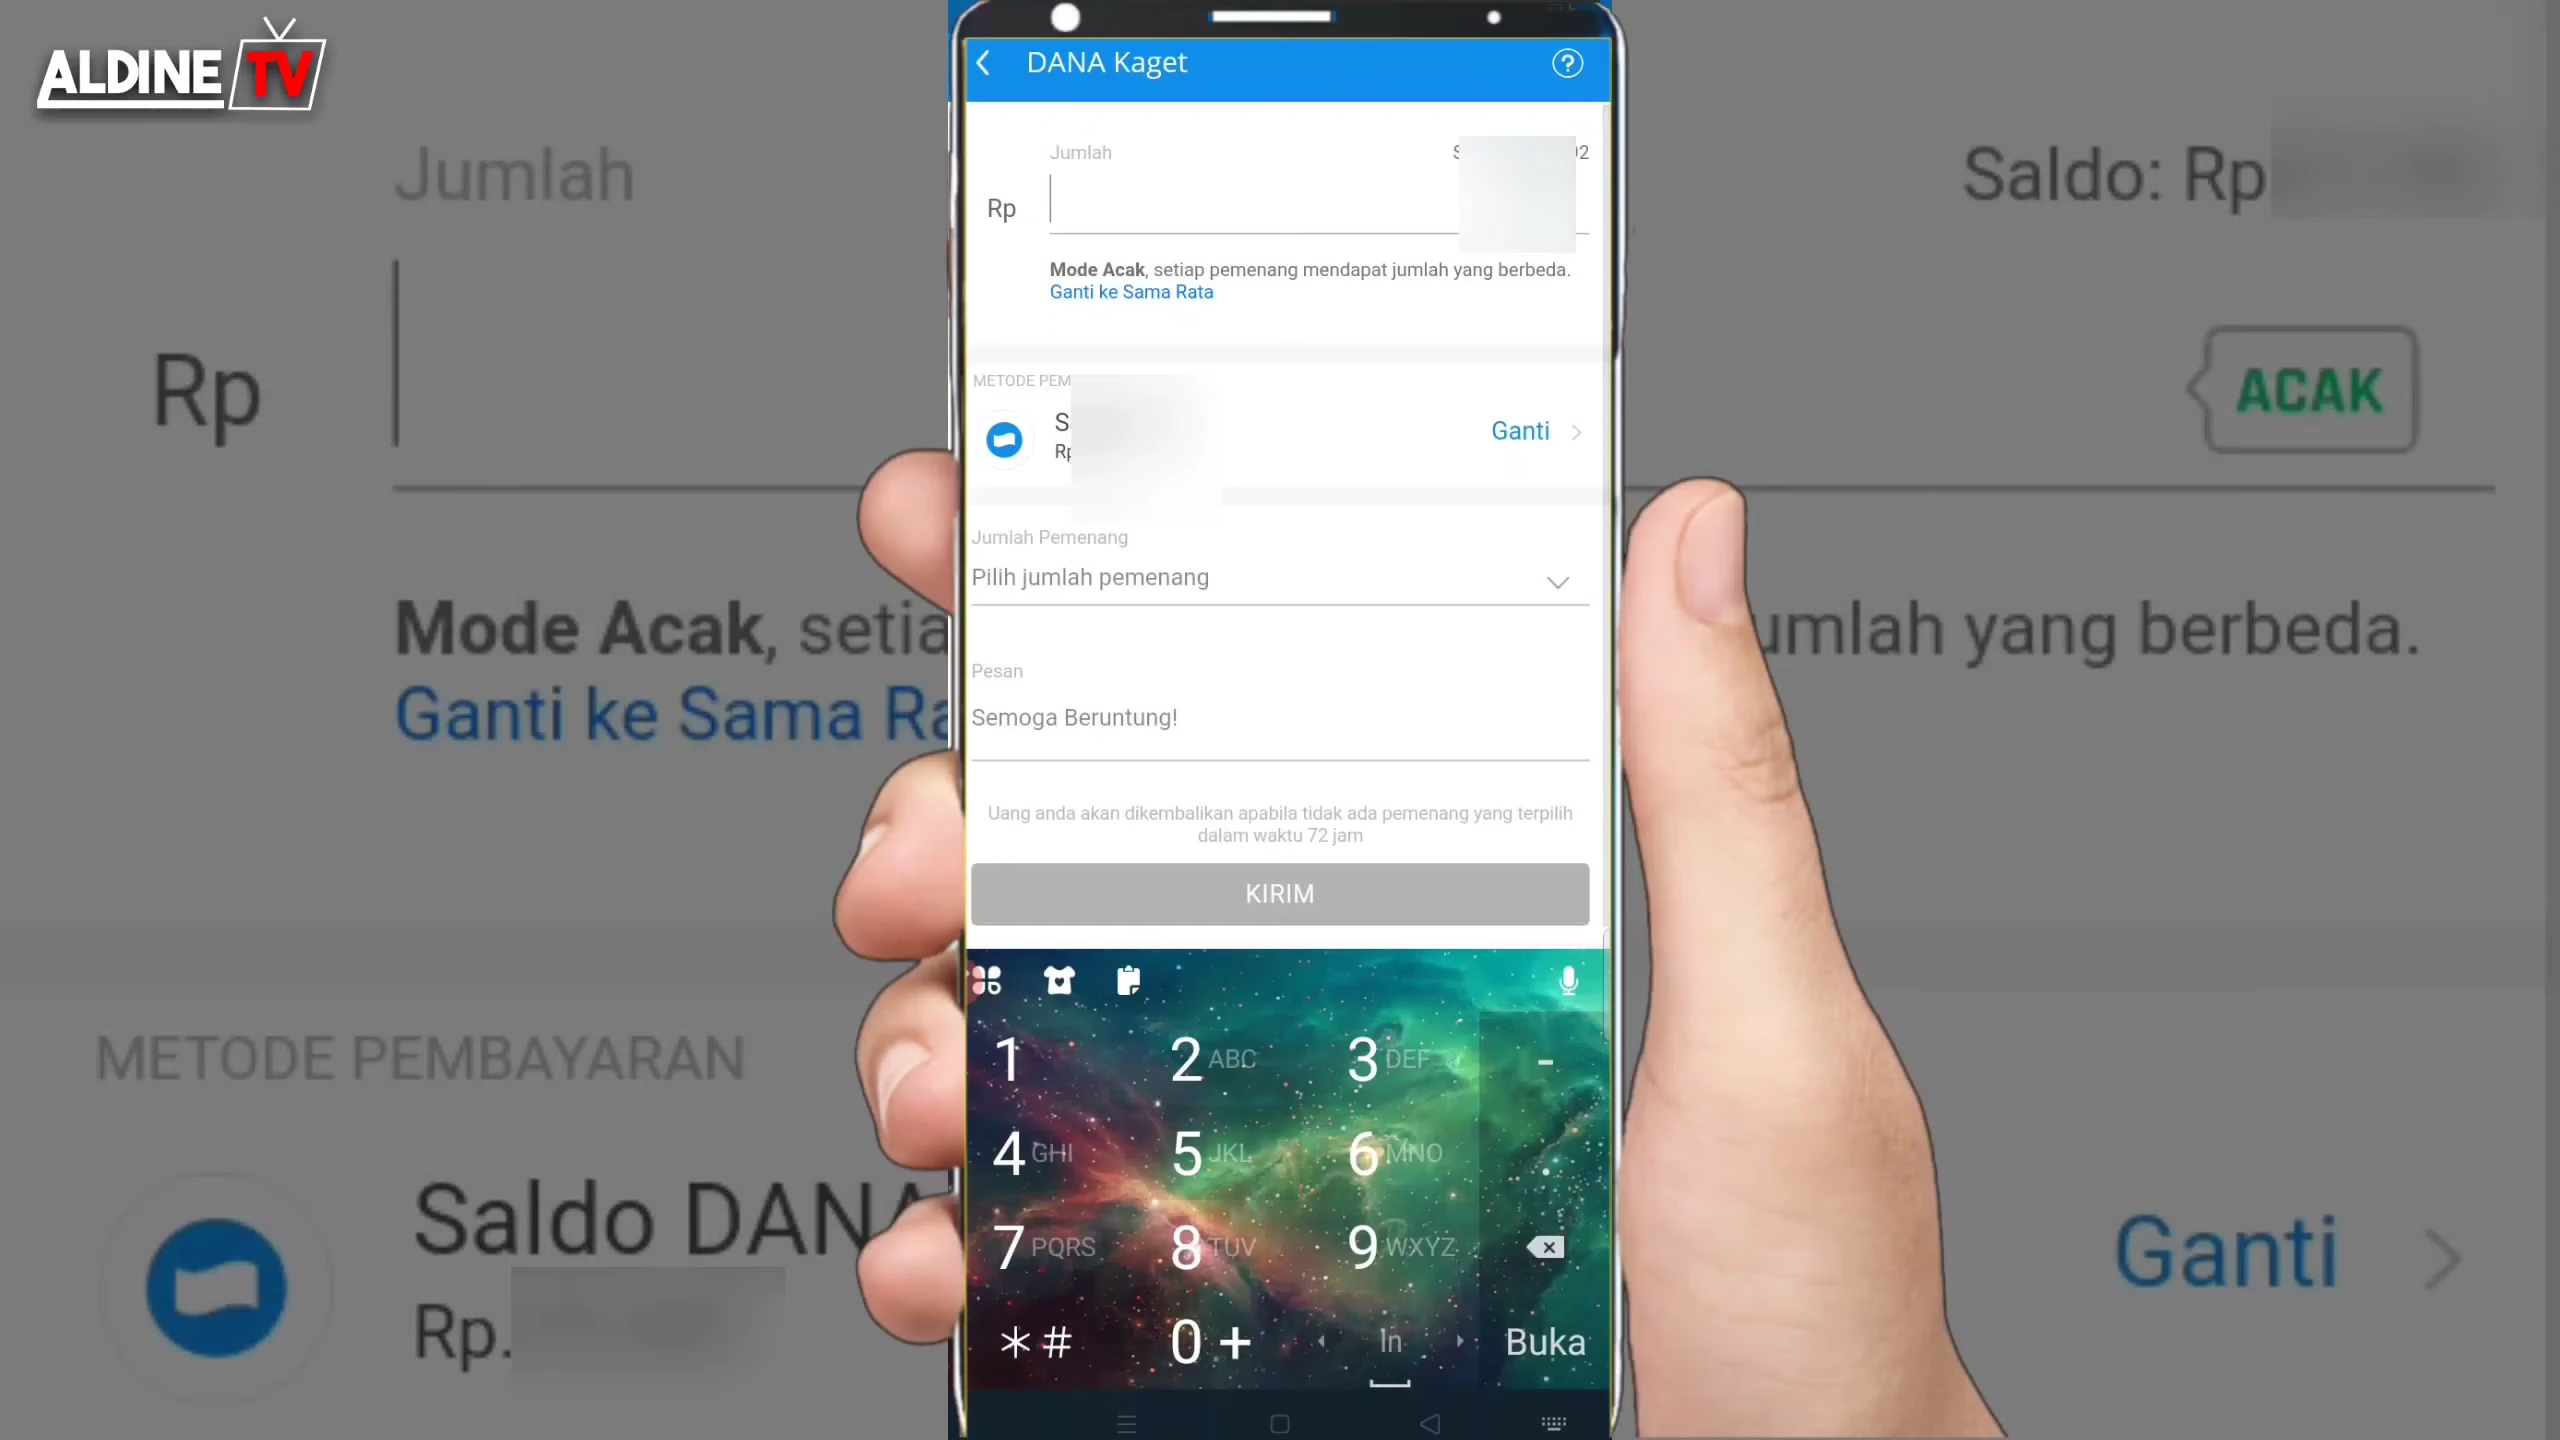 ALDINE TV
DANA Kaget
Jumlah
Rp
Mode Acak, setiap pemenang mendapat jumlah yang berbeda.
Ganti ke Sama Rata
METODE PEM
Rp
Ganti
Jumlah Pemenang
Pilih jumlah pemenang
Pesan
Semoga Beruntung!
Uang anda akan dikembalikan apabila tidak ada pemenang yang terpilih
dalam waktu 72 jam
KIRIM
1 2 ABC 3 DEF -
4 GHI 5 JKL 6 MNO .
7 PQRS 8 TUV 9 WXYZ
*# 0 + In Buka
Jumlah
Saldo: Rp
Rp
ACAK
Mode Acak, setia
umlah yang berbeda.
Ganti ke Sama Ra
METODE PEMBAYARAN
Saldo DANA
Rp.
Ganti